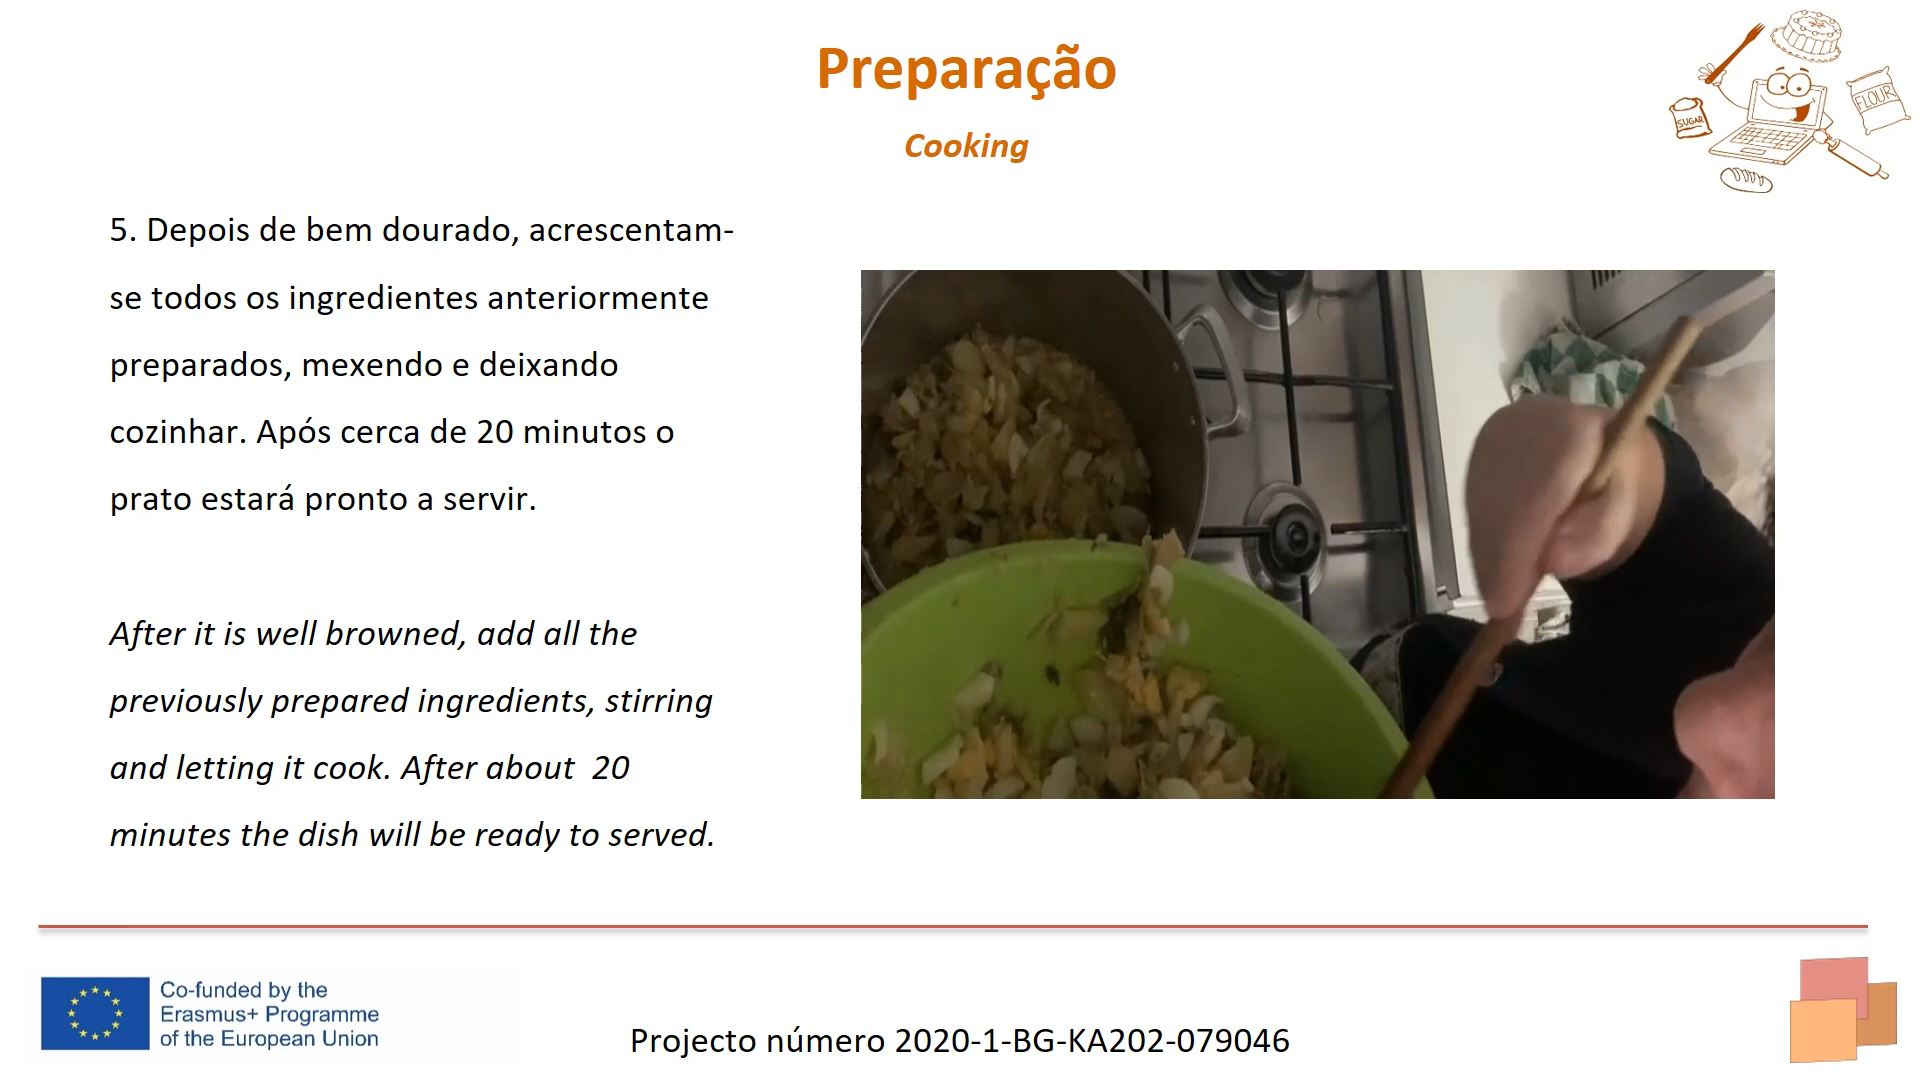 Preparação
Cooking
SUGAR
FLOUR
5. Depois de bem dourado, acrescentam-
se todos os ingredientes anteriormente
preparados, mexendo e deixando
cozinhar. Após cerca de 20 minutos o
prato estará pronto a servir.
After it is well browned, add all the
previously prepared ingredients, stirring
and letting it cook. After about  20
minutes the dish will be ready to served.
Co-funded by the
Erasmus+ Programme
of the European Union
Projecto número 2020-1-BG-KA202-079046